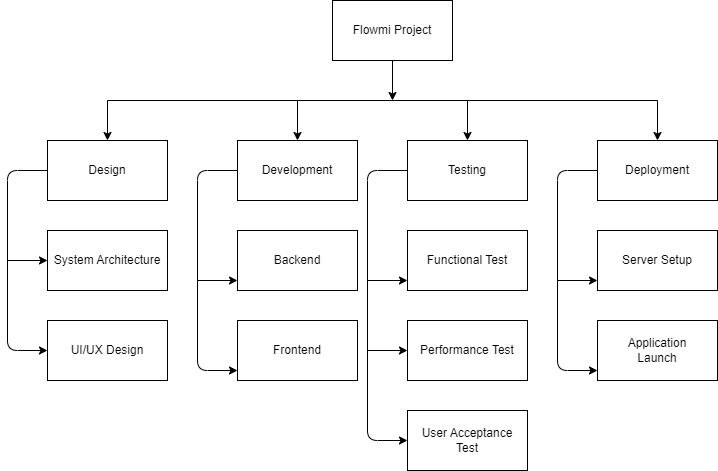 Flowmi Project
Design
Development
Testing
Deployment
System Architecture
Backend
Functional Test
Server Setup
UI/UX Design
Frontend
Performance Test
Application
Launch
User Acceptance
Test